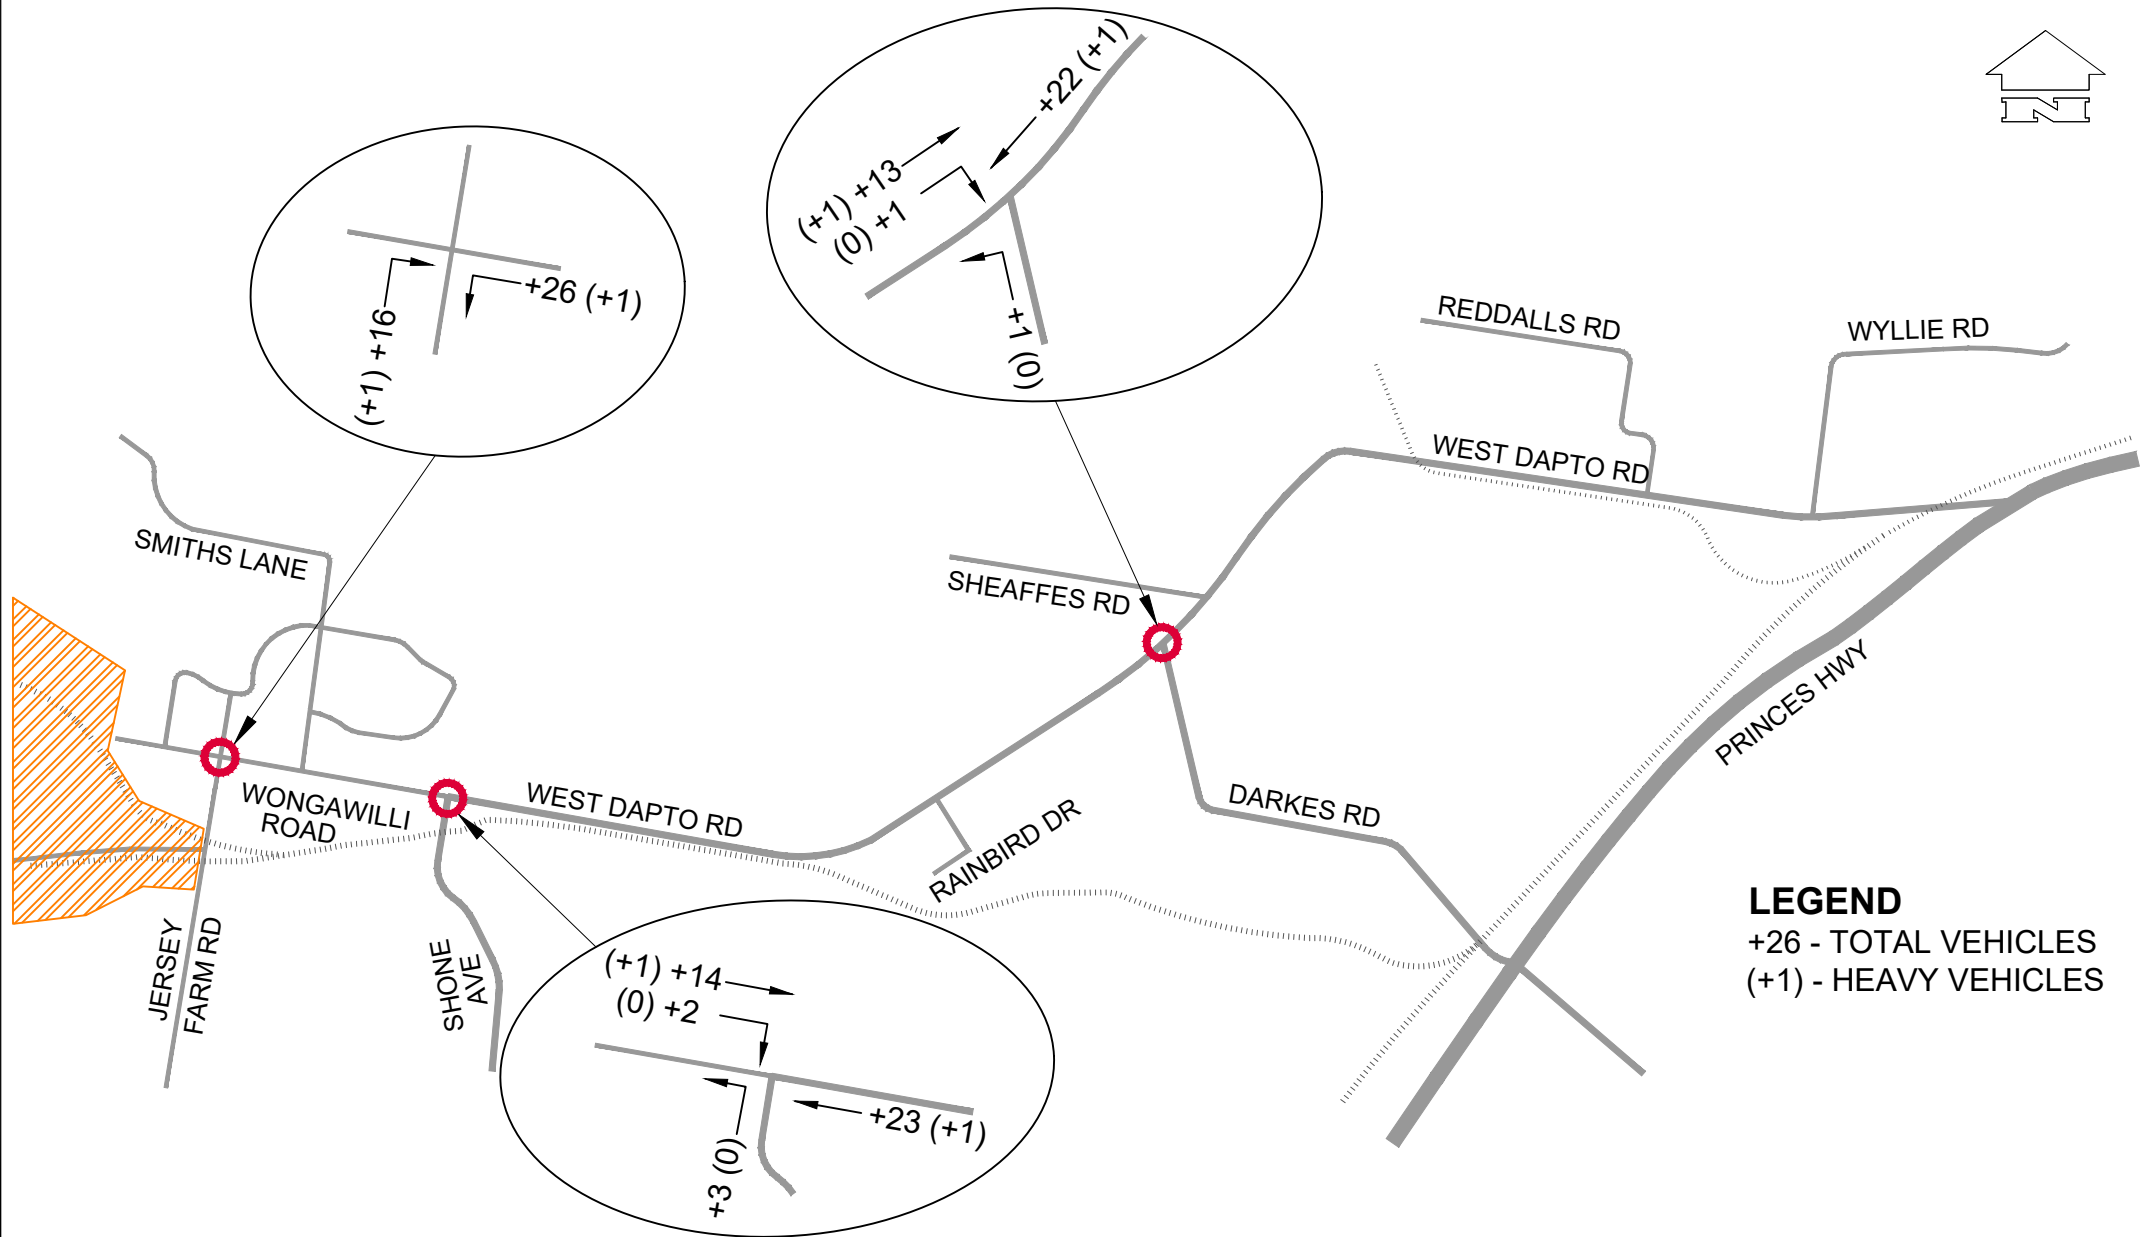 +22 (+1)
(+1) +13
(0) +1
+1 (0)
N
+26 (+1)
(+1) +16
REDDALLS RD
WYLLIE RD
WEST DAPTO RD
SMITHS LANE
SHEAFFES RD
PRINCES HWY
WONGAWILLI
ROAD
WEST DAPTO RD
DARKES RD
RAINBIRD DR
JERSEY
FARM RD
SHONE
AVE
(+1) +14
(0) +2
+23 (+1)
+3 (0)
LEGEND
+26 - TOTAL VEHICLES
(+1) - HEAVY VEHICLES